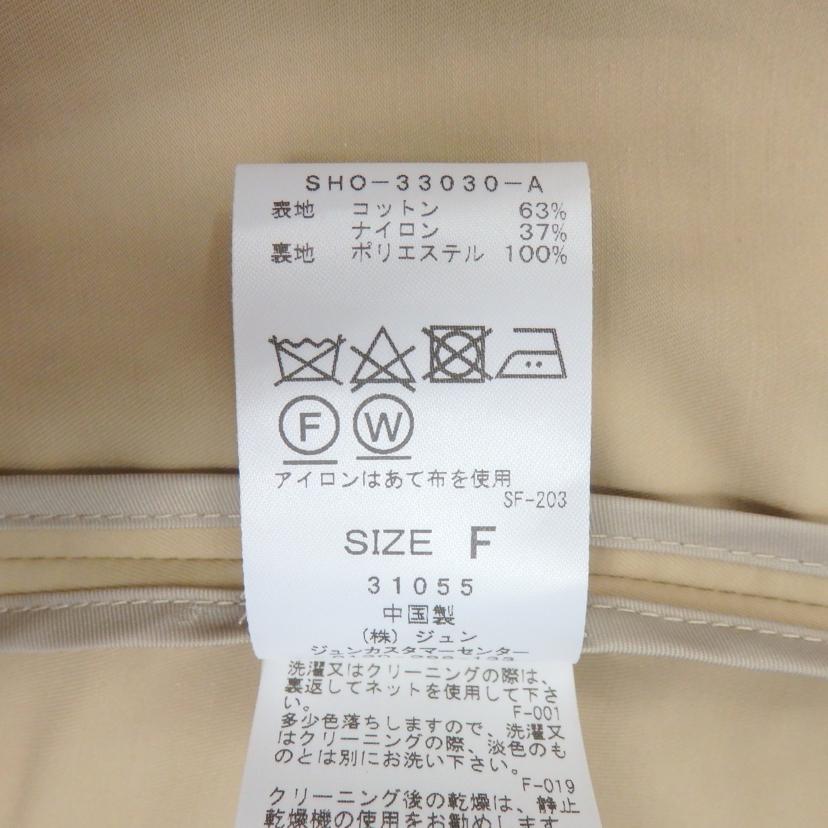 SHO-33030-A
表地 コットン 63%
ナイロン 37%
裏地 ポリエステル 100%
F W
アイロンはあて布を使用
SF-203
SIZE F
31055
中国製
(株) ジュン
ジュンカスタマーセンター
洗濯又はクリーニングの際は、
裏返してネットを使用して下さ
い。
F-001
多少色落ちしますので、洗濯又
はクリーニングの際、淡色のも
のとは別にお洗い下さい。
F-019
クリーニング後の乾燥は、静止
乾燥機の使用をお勧めします